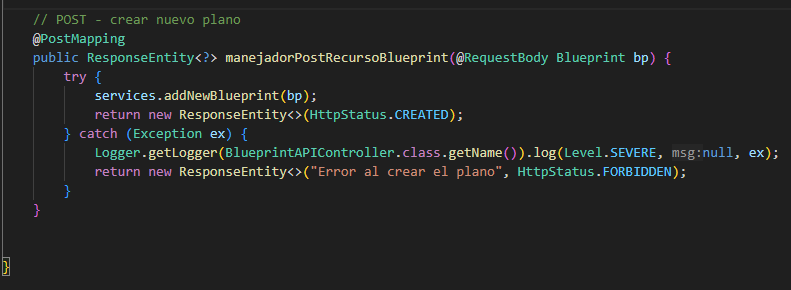 // POST - crear nuevo plano
@PostMapping
public ResponseEntity<?> manejadorPostRecursoBlueprint(@RequestBody Blueprint bp) {
    try {
        services.addNewBlueprint(bp);
        return new ResponseEntity<>(HttpStatus.CREATED);
    } catch (Exception ex) {
        Logger.getLogger(BlueprintAPIController.class.getName()).log(Level.SEVERE, msg:null, ex);
        return new ResponseEntity<>("Error al crear el plano", HttpStatus.FORBIDDEN);
    }
}
}